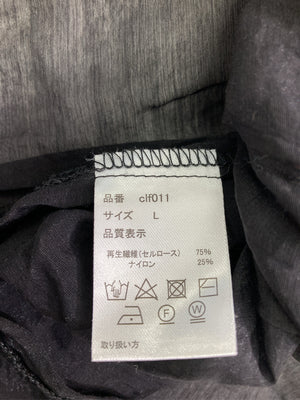 品番 clf011
サイズ L
品質表示
再生繊維(セルロース) 75%
ナイロン 25%
F W
取り扱い方